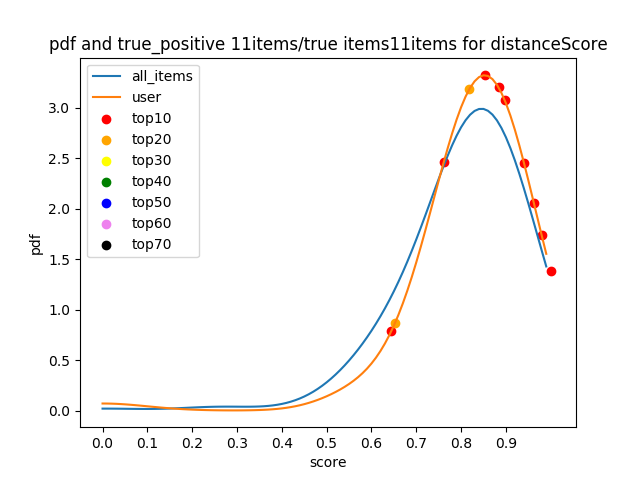 pdf and true_positive 11items/true items11items for distanceScore
all_items
user
top10
top20
top30
top40
top50
top60
top70
pdf
3.0
2.5
2.0
1.5
1.0
0.5
0.0
0.0 0.1 0.2 0.3 0.4 0.5 0.6 0.7 0.8 0.9
score